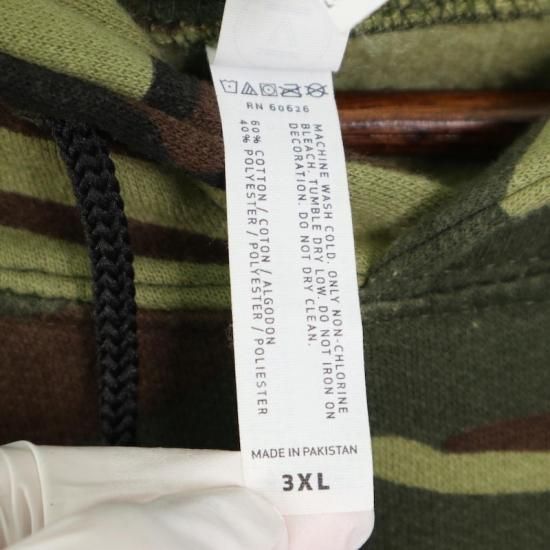 RN 60626
MACHINE WASH COLD. ONLY NON-CHLORINE
BLEACH. TUMBLE DRY LOW. DO NOT IRON ON
DECORATION. DO NOT DRY CLEAN.
60% COTTON / COTON / ALGODON
40% POLYESTER / POLYESTER / POLIESTER
MADE IN PAKISTAN
3XL